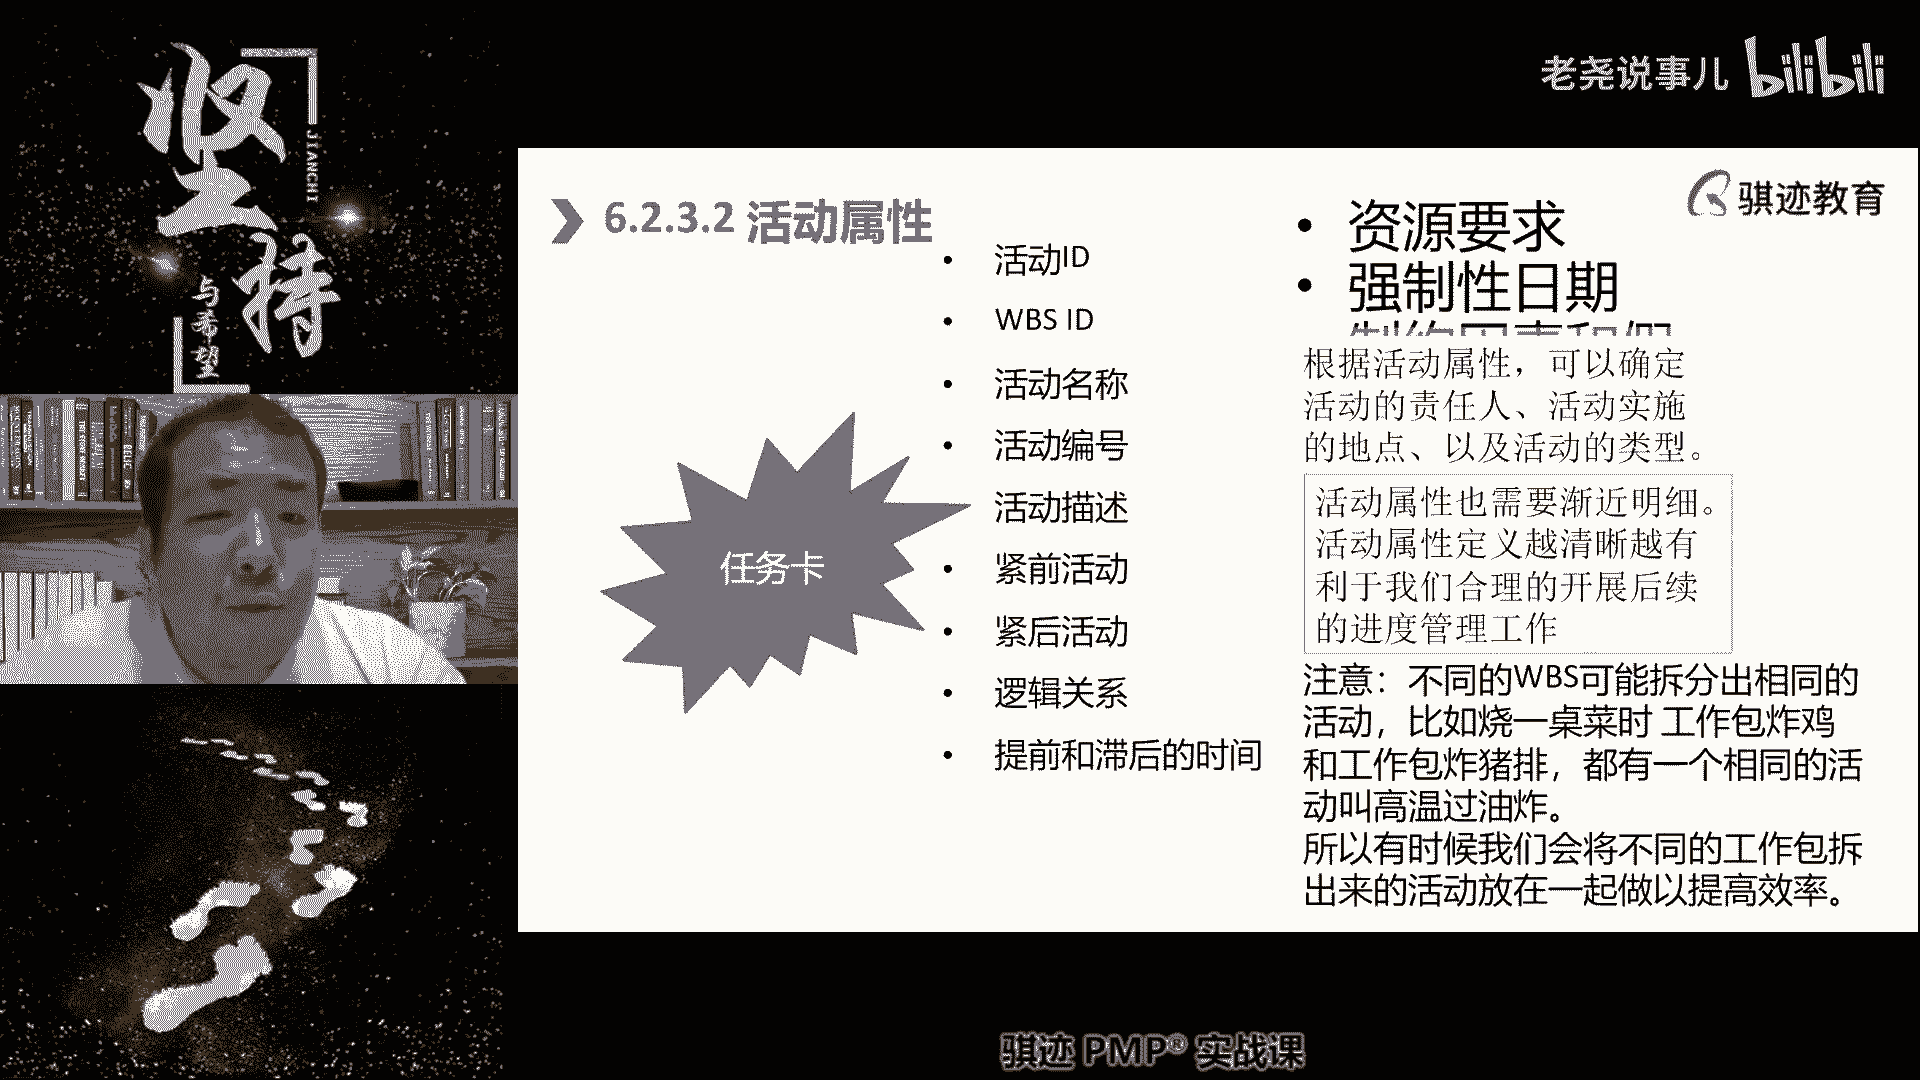 坚持
JIANCHI
与希望
老尧说事儿 bilibili
骐迹教育
6.2.3.2 活动属性
• 活动ID
• WBS ID
• 活动名称
• 活动编号
• 活动描述
• 紧前活动
• 紧后活动
• 逻辑关系
• 提前和滞后的时间
任务卡
• 资源要求
• 强制性日期
制约因素和假
根据活动属性，可以确定
活动的责任人、活动实施
的地点、以及活动的类型。
活动属性也需要渐近明细。
活动属性定义越清晰越有
利于我们合理的开展后续
的进度管理工作
注意：不同的WBS可能拆分出相同的
活动，比如烧一桌菜时 工作包炸鸡
和工作包炸猪排，都有一个相同的活
动叫高温过油炸。
所以有时候我们会将不同的工作包拆
出来的活动放在一起做以提高效率。
骐迹 PMP® 实战课